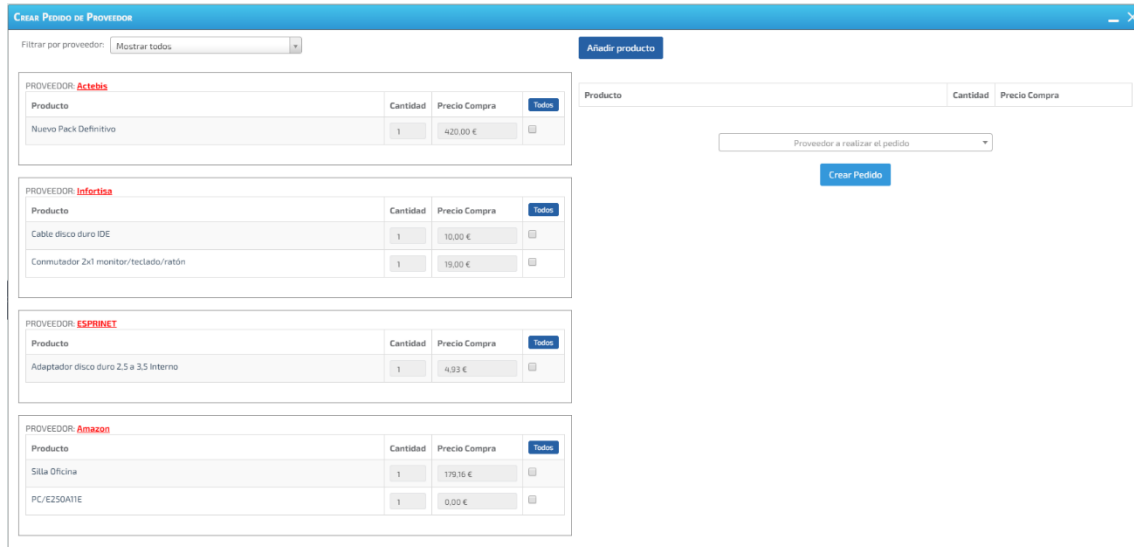 Crear Pedido de Proveedor
Filtrar por proveedor: Mostrar todos
PROVEEDOR: Actebis
Producto Cantidad Precio Compra Todos
Nuevo Pack Definitivo 1 420,00 €
PROVEEDOR: Infortisa
Producto Cantidad Precio Compra Todos
Cable disco duro IDE 1 10,00 €
Conmutador 2x1 monitor/teclado/ratón 1 19,00 €
PROVEEDOR: ESPRINET
Producto Cantidad Precio Compra Todos
Adaptador disco duro 2,5 a 3,5 Interno 1 4,93 €
PROVEEDOR: Amazon
Producto Cantidad Precio Compra Todos
Silla Oficina 1 179,16 €
PC/E250A11E 1 0,00 €
Añadir producto
Producto Cantidad Precio Compra
Proveedor a realizar el pedido
Crear Pedido